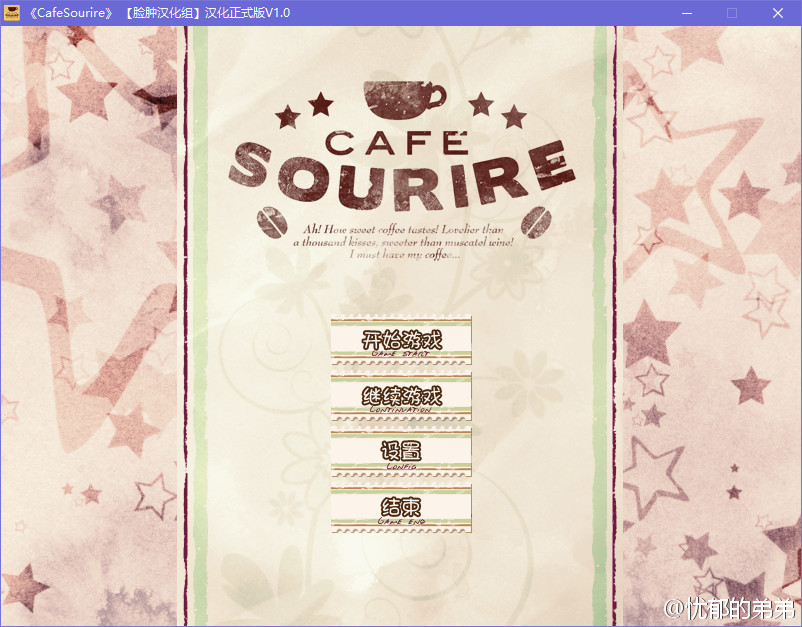 《CafeSourire》 【脸肿汉化组】汉化正式版V1.0
CAFÉ
SOURIRE
Ah! How sweet coffee tastes! Lovelier than
a thousand kisses, sweeter than muscatel wine!
I must have my coffee...
开始游戏
GAME START
继续游戏
CONTINUATION
设置
CONFIG
结束
GAME END
@忧郁的弟弟